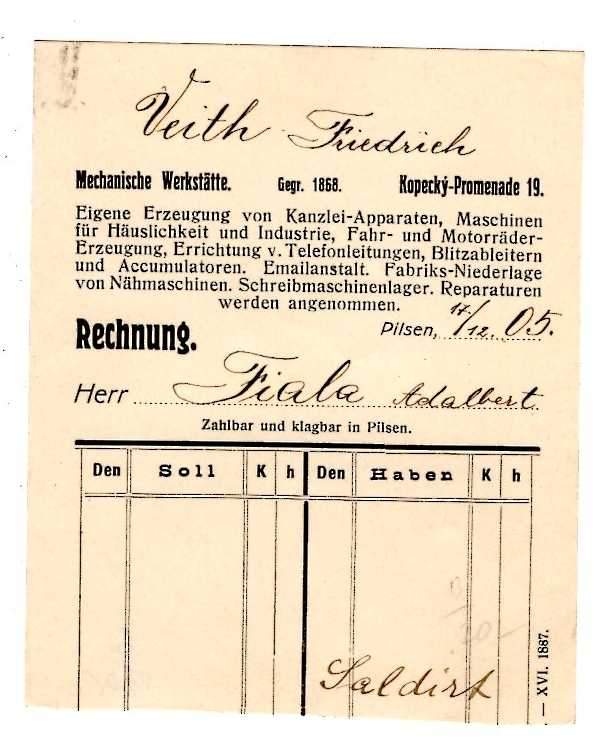 Veith Friedrich
Mechanische Werkstätte. Gegr. 1868. Kopecký-Promenade 19.
Eigene Erzeugung von Kanzlei-Apparaten, Maschinen
für Häuslichkeit und Industrie, Fahr- und Motorräder-
Erzeugung, Errichtung v. Telefonleitungen, Blitzableitern
und Accumulatoren. Emailanstalt. Fabriks-Niederlage
von Nähmaschinen. Schreibmaschinenlager. Reparaturen
werden angenommen.
Rechnung. Pilsen, 17/12. 05.
Herr Fiala Adalbert.
Zahlbar und klagbar in Pilsen.
Den Soll K h Den Haben K h
Saldirt
— XVI. 1887.